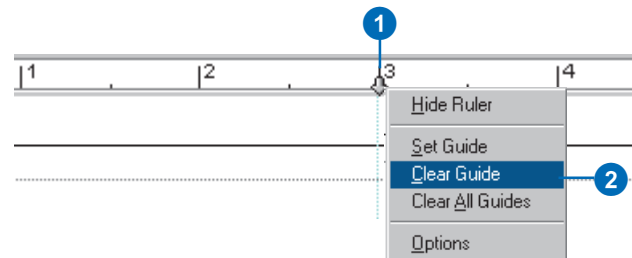 1
1 2 3 4
Hide Ruler
Set Guide
Clear Guide
2
Clear All Guides
Options